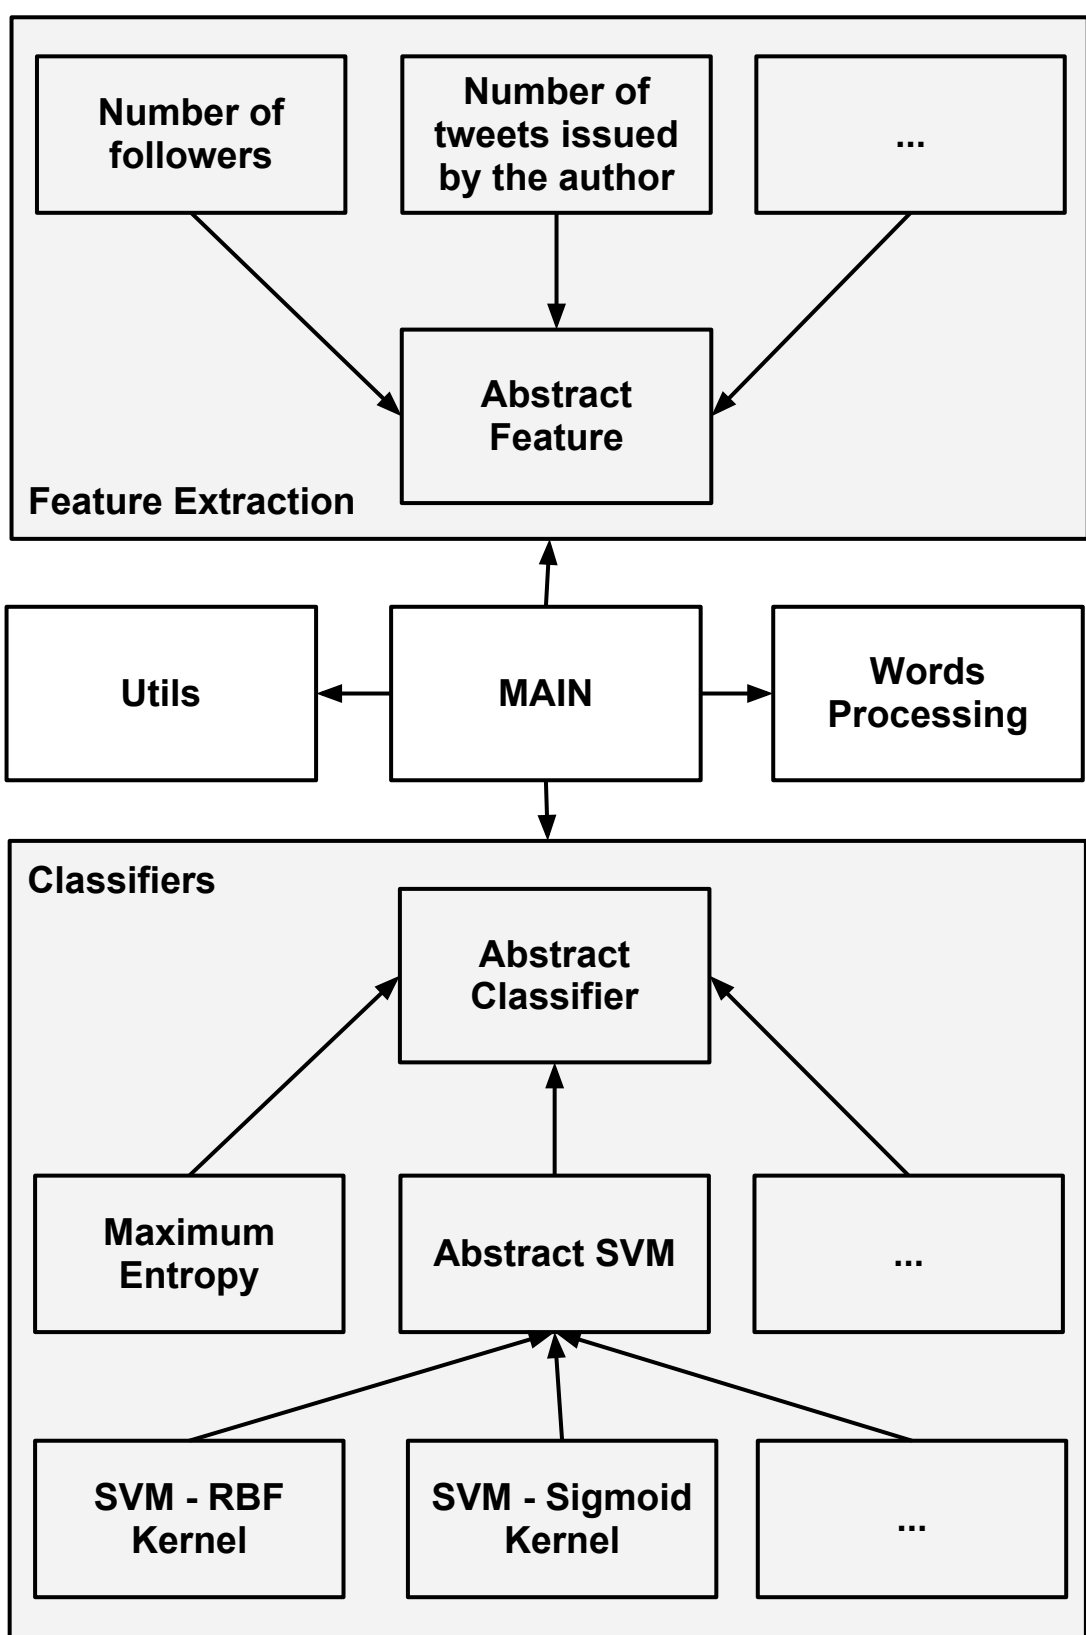 Number of
followers
Number of
tweets issued
by the author
...
Abstract
Feature
Feature Extraction
Utils
MAIN
Words
Processing
Classifiers
Abstract
Classifier
Maximum
Entropy
Abstract SVM
...
SVM - RBF
Kernel
SVM - Sigmoid
Kernel
...